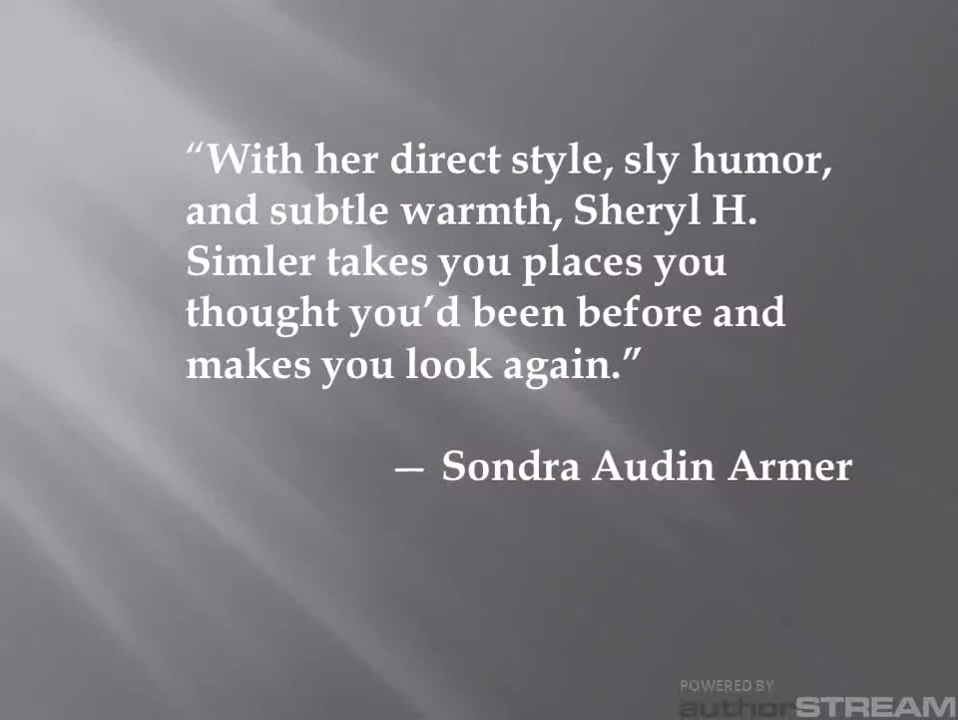 “With her direct style, sly humor,
and subtle warmth, Sheryl H.
Simler takes you places you
thought you’d been before and
makes you look again.”
— Sondra Audin Armer
POWERED BY
authorSTREAM